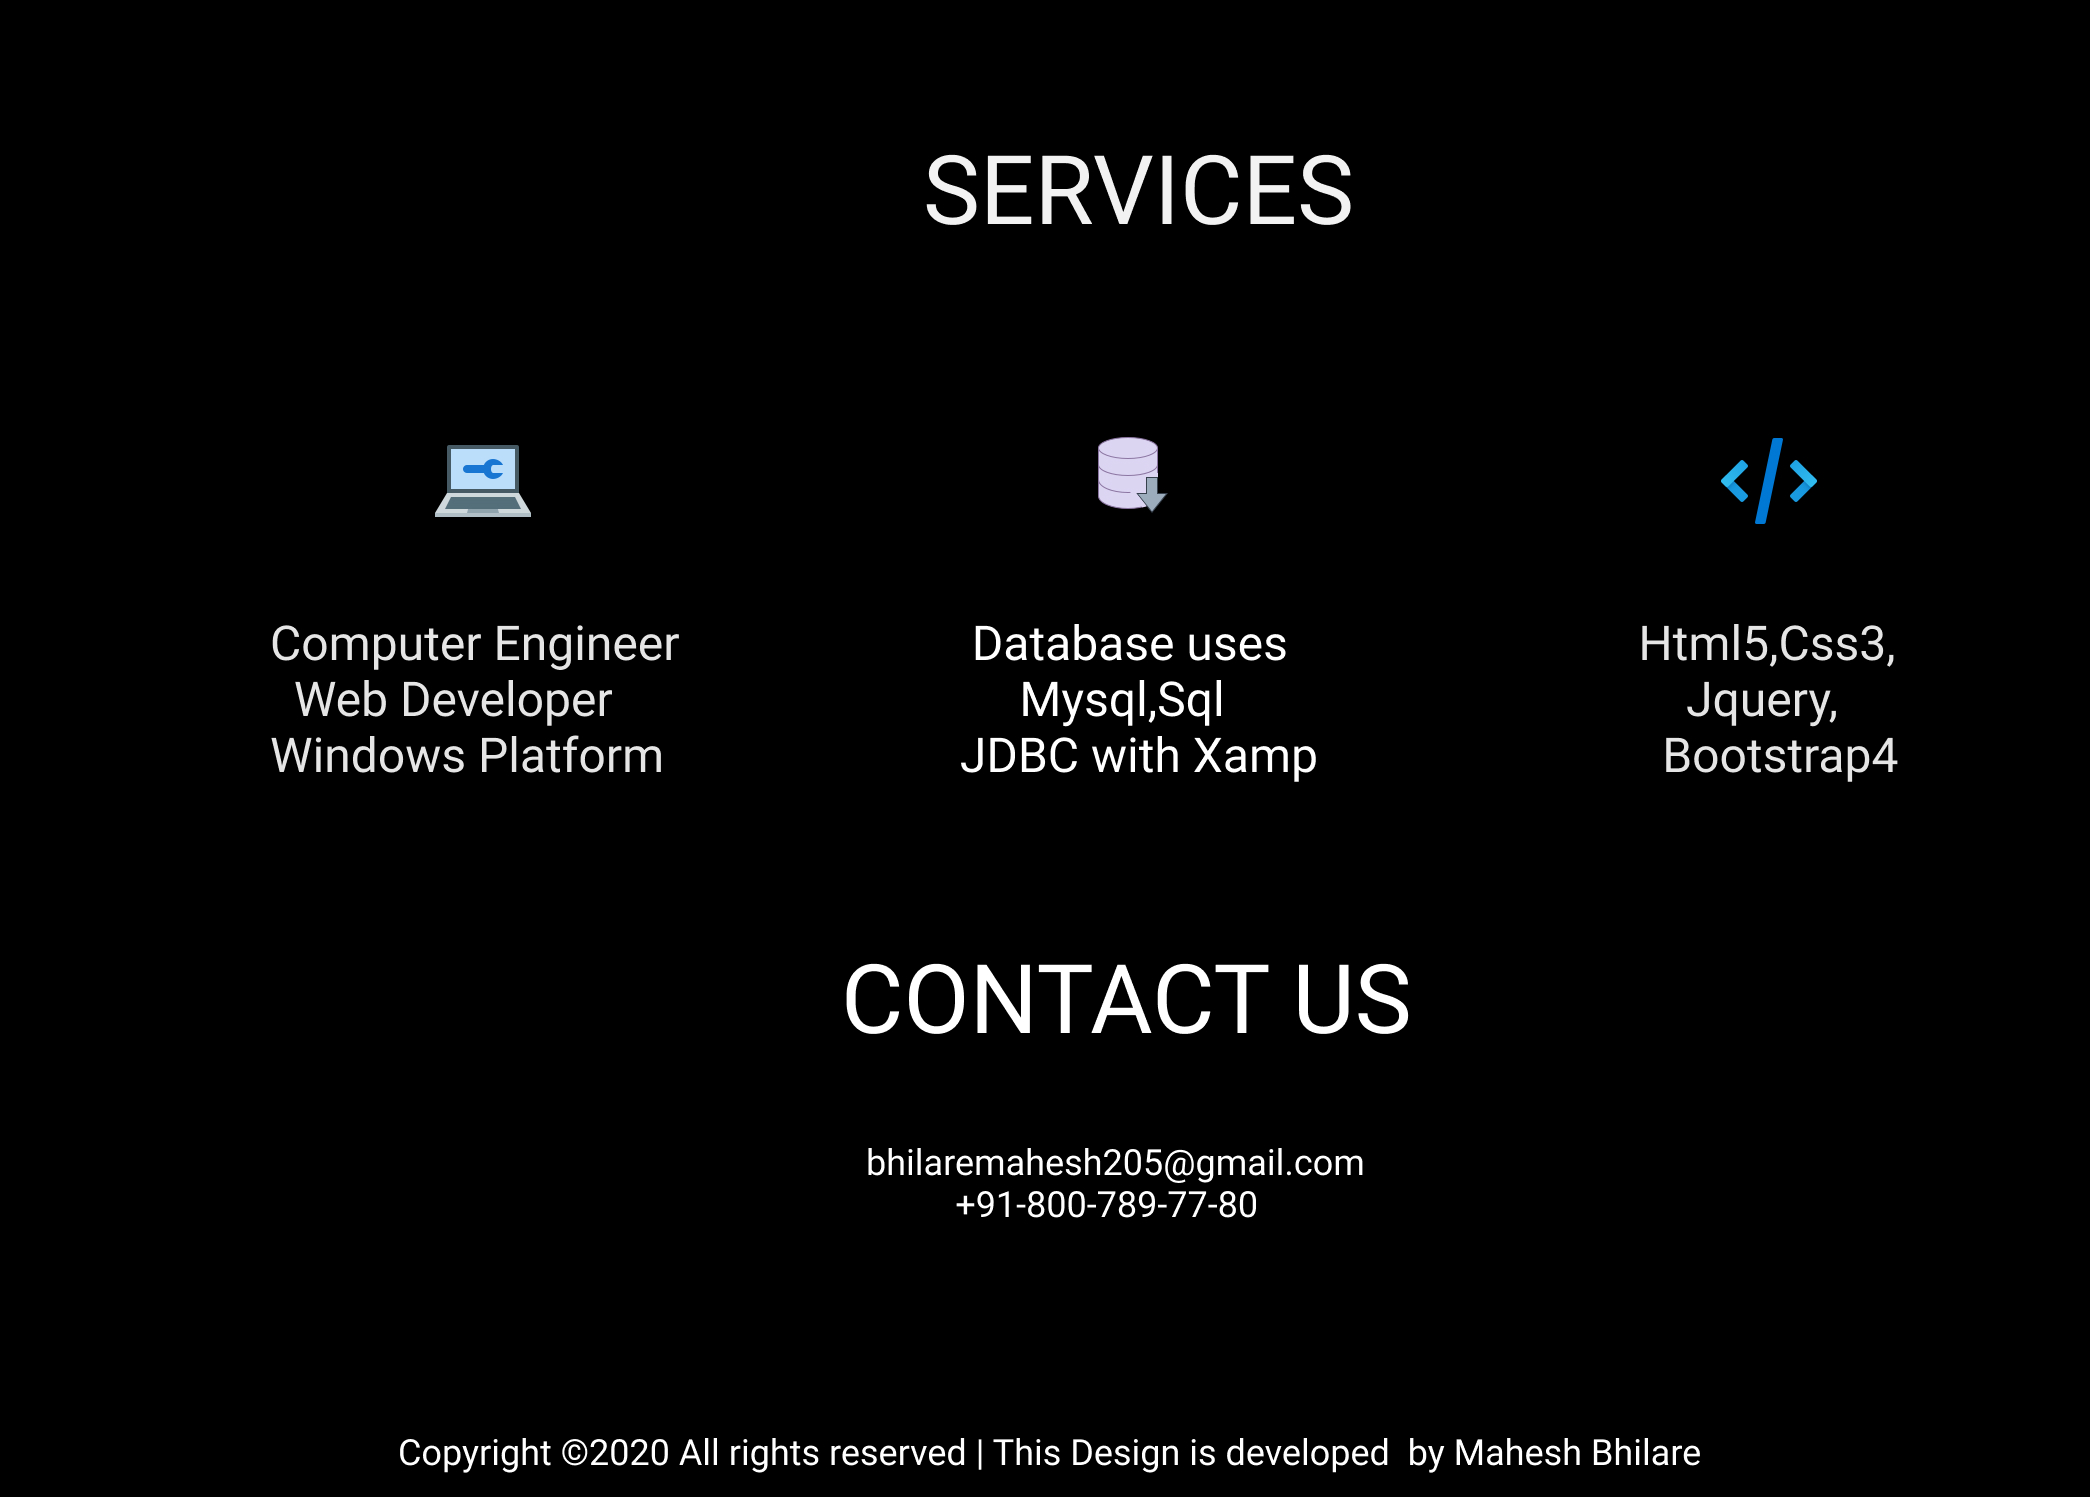 SERVICES
Computer Engineer
Web Developer
Windows Platform
Database uses
Mysql,Sql
JDBC with Xamp
Html5,Css3,
Jquery,
Bootstrap4
CONTACT US
bhilaremahesh205@gmail.com
+91-800-789-77-80
Copyright ©2020 All rights reserved | This Design is developed  by Mahesh Bhilare